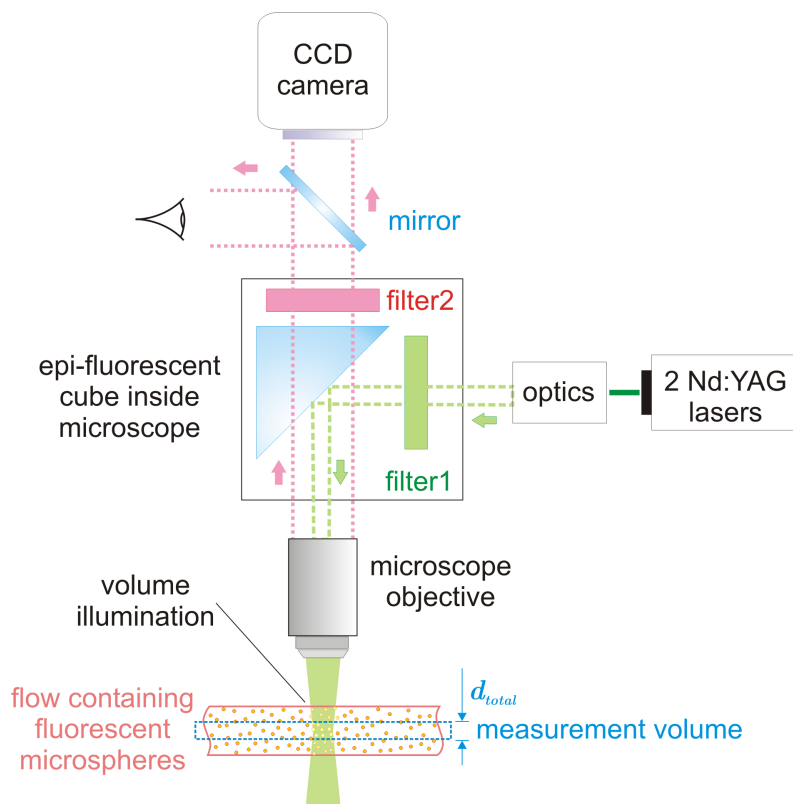 CCD
camera
mirror
filter2
epi-fluorescent
cube inside
microscope
optics
2 Nd:YAG
lasers
filter1
microscope
objective
volume
illumination
flow containing
fluorescent
microspheres
d_total
measurement volume